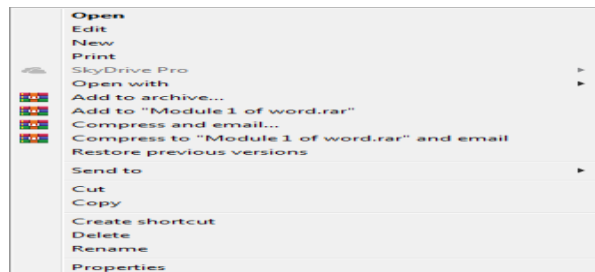 Open
Edit
New
Print
SkyDrive Pro
Open with
Add to archive...
Add to "Module 1 of word.rar"
Compress and email...
Compress to "Module 1 of word.rar" and email
Restore previous versions
Send to
Cut
Copy
Create shortcut
Delete
Rename
Properties